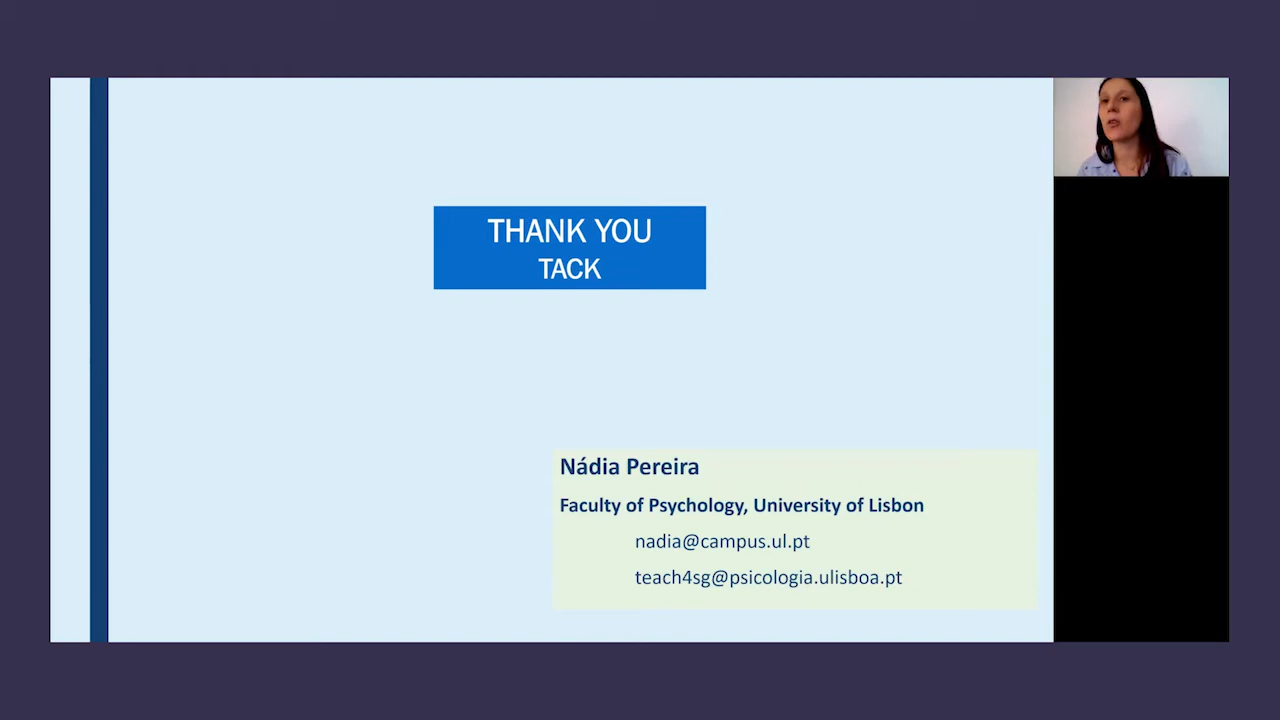 THANK YOU
TACK
Nádia Pereira
Faculty of Psychology, University of Lisbon
nadia@campus.ul.pt
teach4sg@psicologia.ulisboa.pt